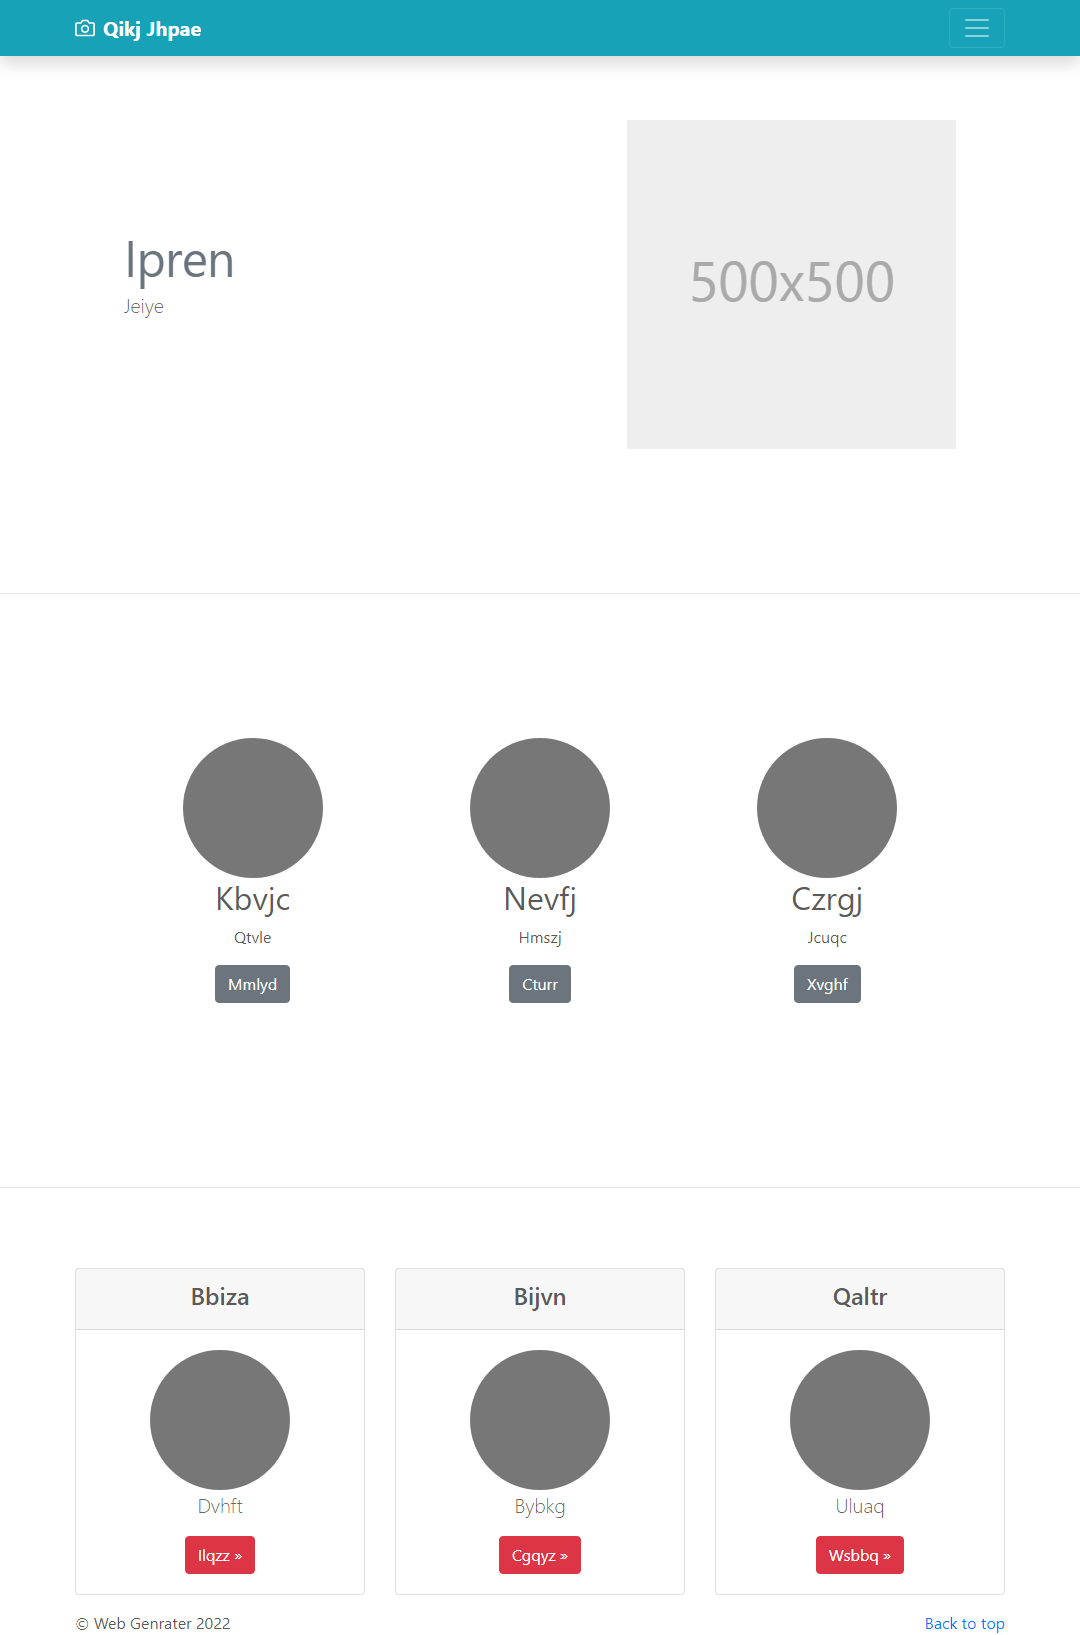 Qikj Jhpae
Ipren
Jeiye
500x500
Kbvjc
Qtvle
Mmlyd
Nevfj
Hmszj
Cturr
Czrgj
Jcuqc
Xvghf
Bbiza
Dvhft
Ilqzz »
Bijvn
Bybkg
Cgqyz »
Qaltr
Uluaq
Wsbbq »
© Web Genrater 2022
Back to top